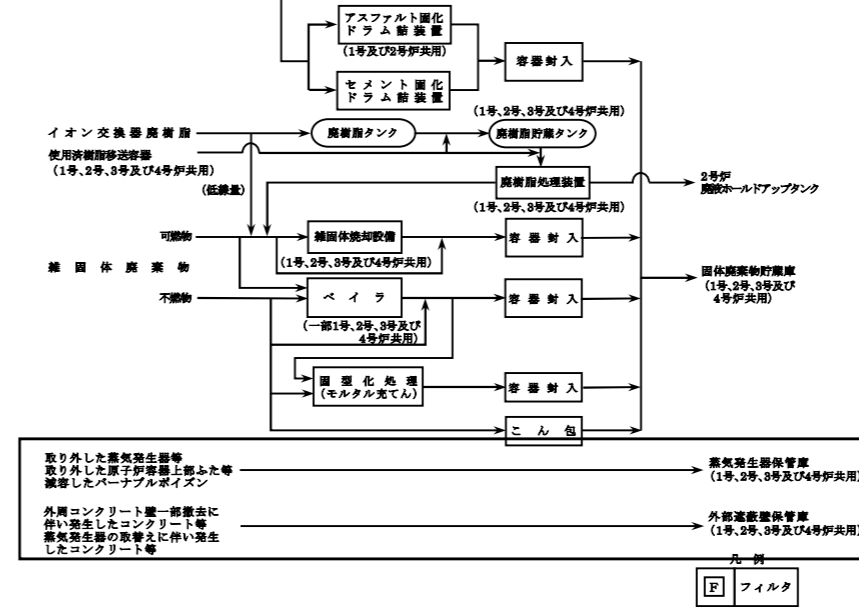 アスファルト固化
ドラム詰装置
(1号及び2号炉共用)
容器封入
セメント固化
ドラム詰装置
(1号、2号、3号及び4号炉共用)
イオン交換器廃樹脂
廃樹脂タンク
廃樹脂貯蔵タンク
使用済樹脂移送容器
(1号、2号、3号及び4号炉共用)
(低線量)
廃樹脂処理装置
(1号、2号、3号及び4号炉共用)
2号炉
廃液ホールドアップタンク
可燃物
雑固体焼却設備
容器封入
(1号、2号、3号及び4号炉共用)
雑固体廃棄物
固体廃棄物貯蔵庫
(1号、2号、3号及び
4号炉共用)
不燃物
ベイラ
容器封入
(一部1号、2号、3号及び
4号炉共用)
固型化処理
(モルタル充てん)
容器封入
こん包
取り外した蒸気発生器等
取り外した原子炉容器上部ふた等
減容したバーナブルポイズン
蒸気発生器保管庫
(1号、2号、3号及び4号炉共用)
外周コンクリート壁一部撤去に
伴い発生したコンクリート等
蒸気発生器の取替えに伴い発生
したコンクリート等
外部遮蔽壁保管庫
(1号、2号、3号及び4号炉共用)
凡例
F フィルタ